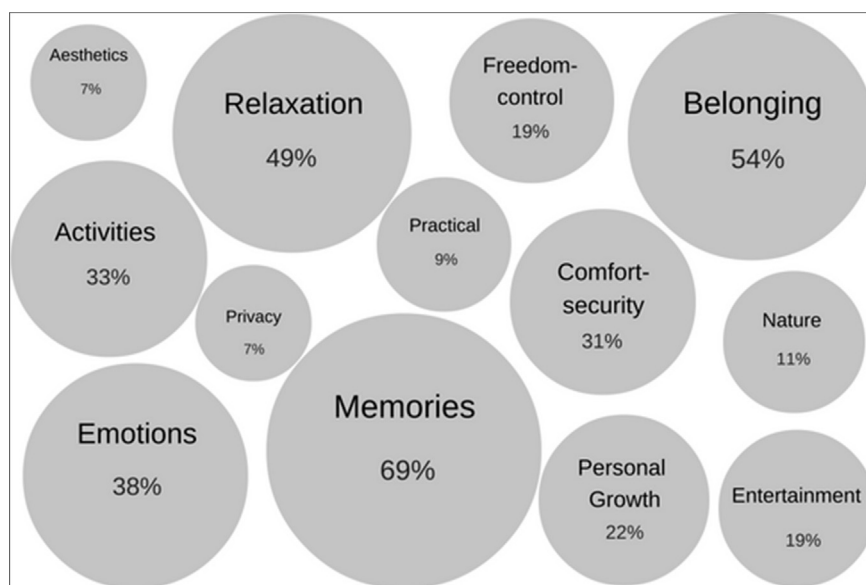 Aesthetics
7%
Relaxation
49%
Freedom-
control
19%
Belonging
54%
Activities
33%
Practical
9%
Privacy
7%
Comfort-
security
31%
Nature
11%
Emotions
38%
Memories
69%
Personal
Growth
22%
Entertainment
19%